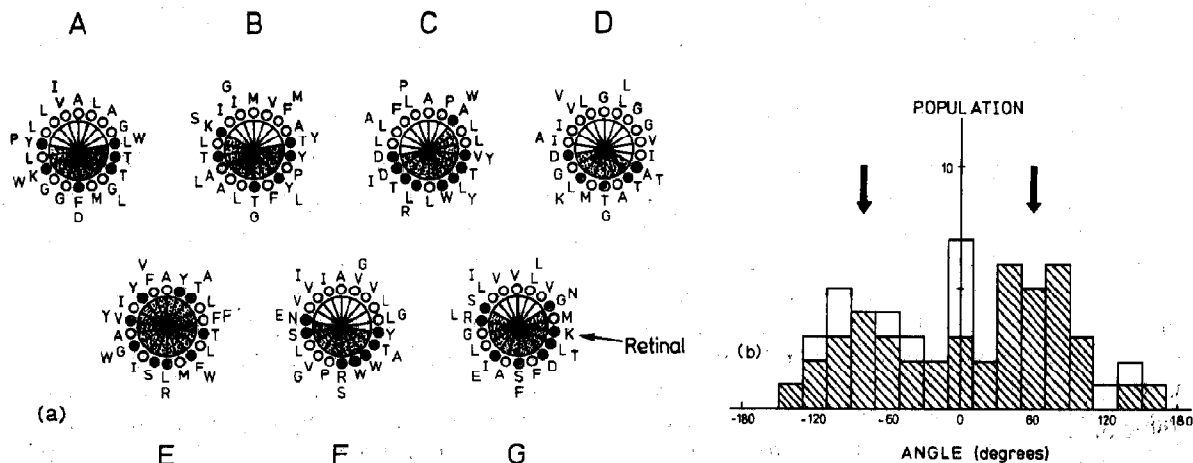 A B C D
I
L V A L A
L G
P Y L W
L T
W K T
G G F M G L
D
G
I I M V F M
S K A
L T Y
T Y
L A P
A L T F Y L
G
P
F L A P A W
A L L
L L
D V Y
I D T
T L L W L Y
R
L
V V L G L
I G
A I V
D I
K G L M T A T A T
G
POPULATION
10
V
Y F A Y T A
I L
Y V F F
A T
W G L
I S L M F W
R
G
I V I A V V
V L
E N L G
S Y
L T A
G V P R W W
S
L
I L V V L V
S G N
L R M
G K
L L T
E I A S F D
F
Retinal
(a)
E F G
(b)
-180 -120 -60 0 60 120 180
ANGLE (degrees)